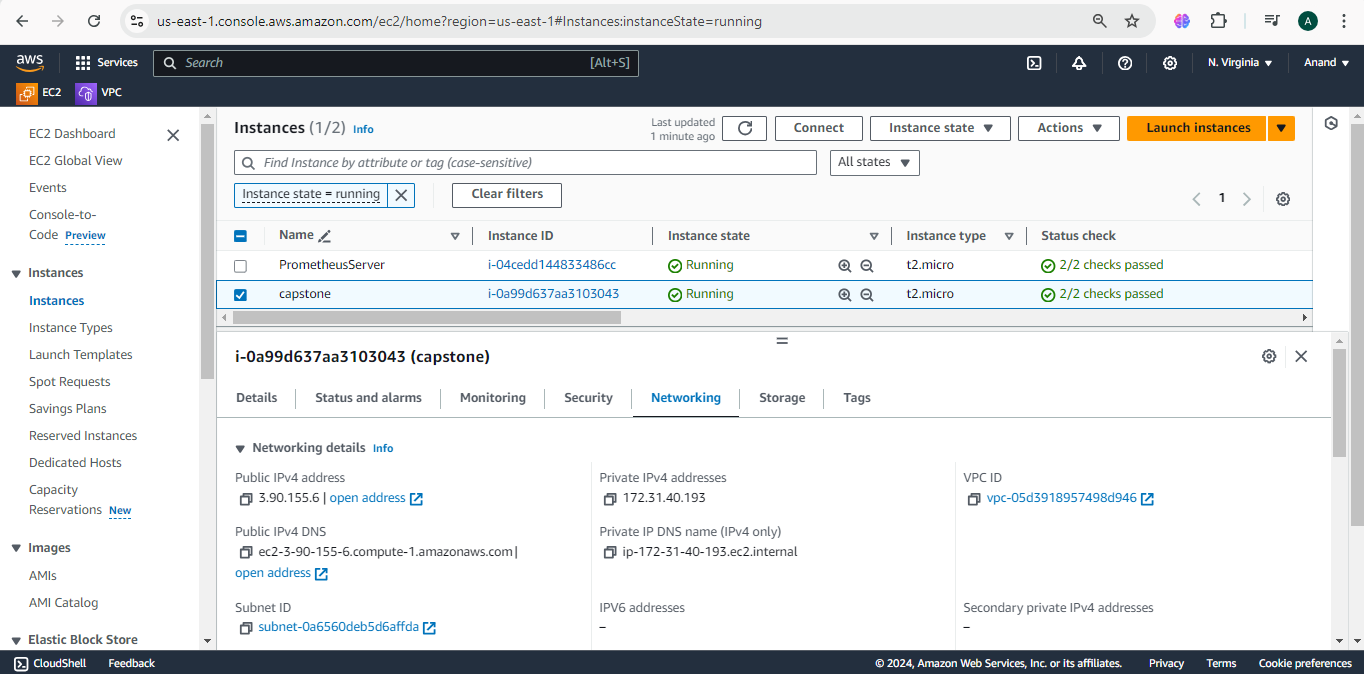 us-east-1.console.aws.amazon.com/ec2/home?region=us-east-1#Instances:instanceState=running
A
aws Services Search [Alt+S] N. Virginia Anand
EC2 VPC
EC2 Dashboard
EC2 Global View
Events
Console-to-
Code Preview
Instances
Instances
Instance Types
Launch Templates
Spot Requests
Savings Plans
Reserved Instances
Dedicated Hosts
Capacity
Reservations New
Images
AMIs
AMI Catalog
Elastic Block Store
Instances (1/2) Info
Last updated
1 minute ago
Connect Instance state Actions Launch instances
Find Instance by attribute or tag (case-sensitive) All states
Instance state = running Clear filters 1
Name Instance ID Instance state Instance type Status check
PrometheusServer i-04cedd144833486cc Running t2.micro 2/2 checks passed
capstone i-0a99d637aa3103043 Running t2.micro 2/2 checks passed
i-0a99d637aa3103043 (capstone)
Details Status and alarms Monitoring Security Networking Storage Tags
Networking details Info
Public IPv4 address
3.90.155.6 | open address
Private IPv4 addresses
172.31.40.193
VPC ID
vpc-05d3918957498d946
Public IPv4 DNS
ec2-3-90-155-6.compute-1.amazonaws.com |
open address
Private IP DNS name (IPv4 only)
ip-172-31-40-193.ec2.internal
Subnet ID
subnet-0a6560deb5d6affda
IPV6 addresses
–
Secondary private IPv4 addresses
–
CloudShell Feedback © 2024, Amazon Web Services, Inc. or its affiliates. Privacy Terms Cookie preferences